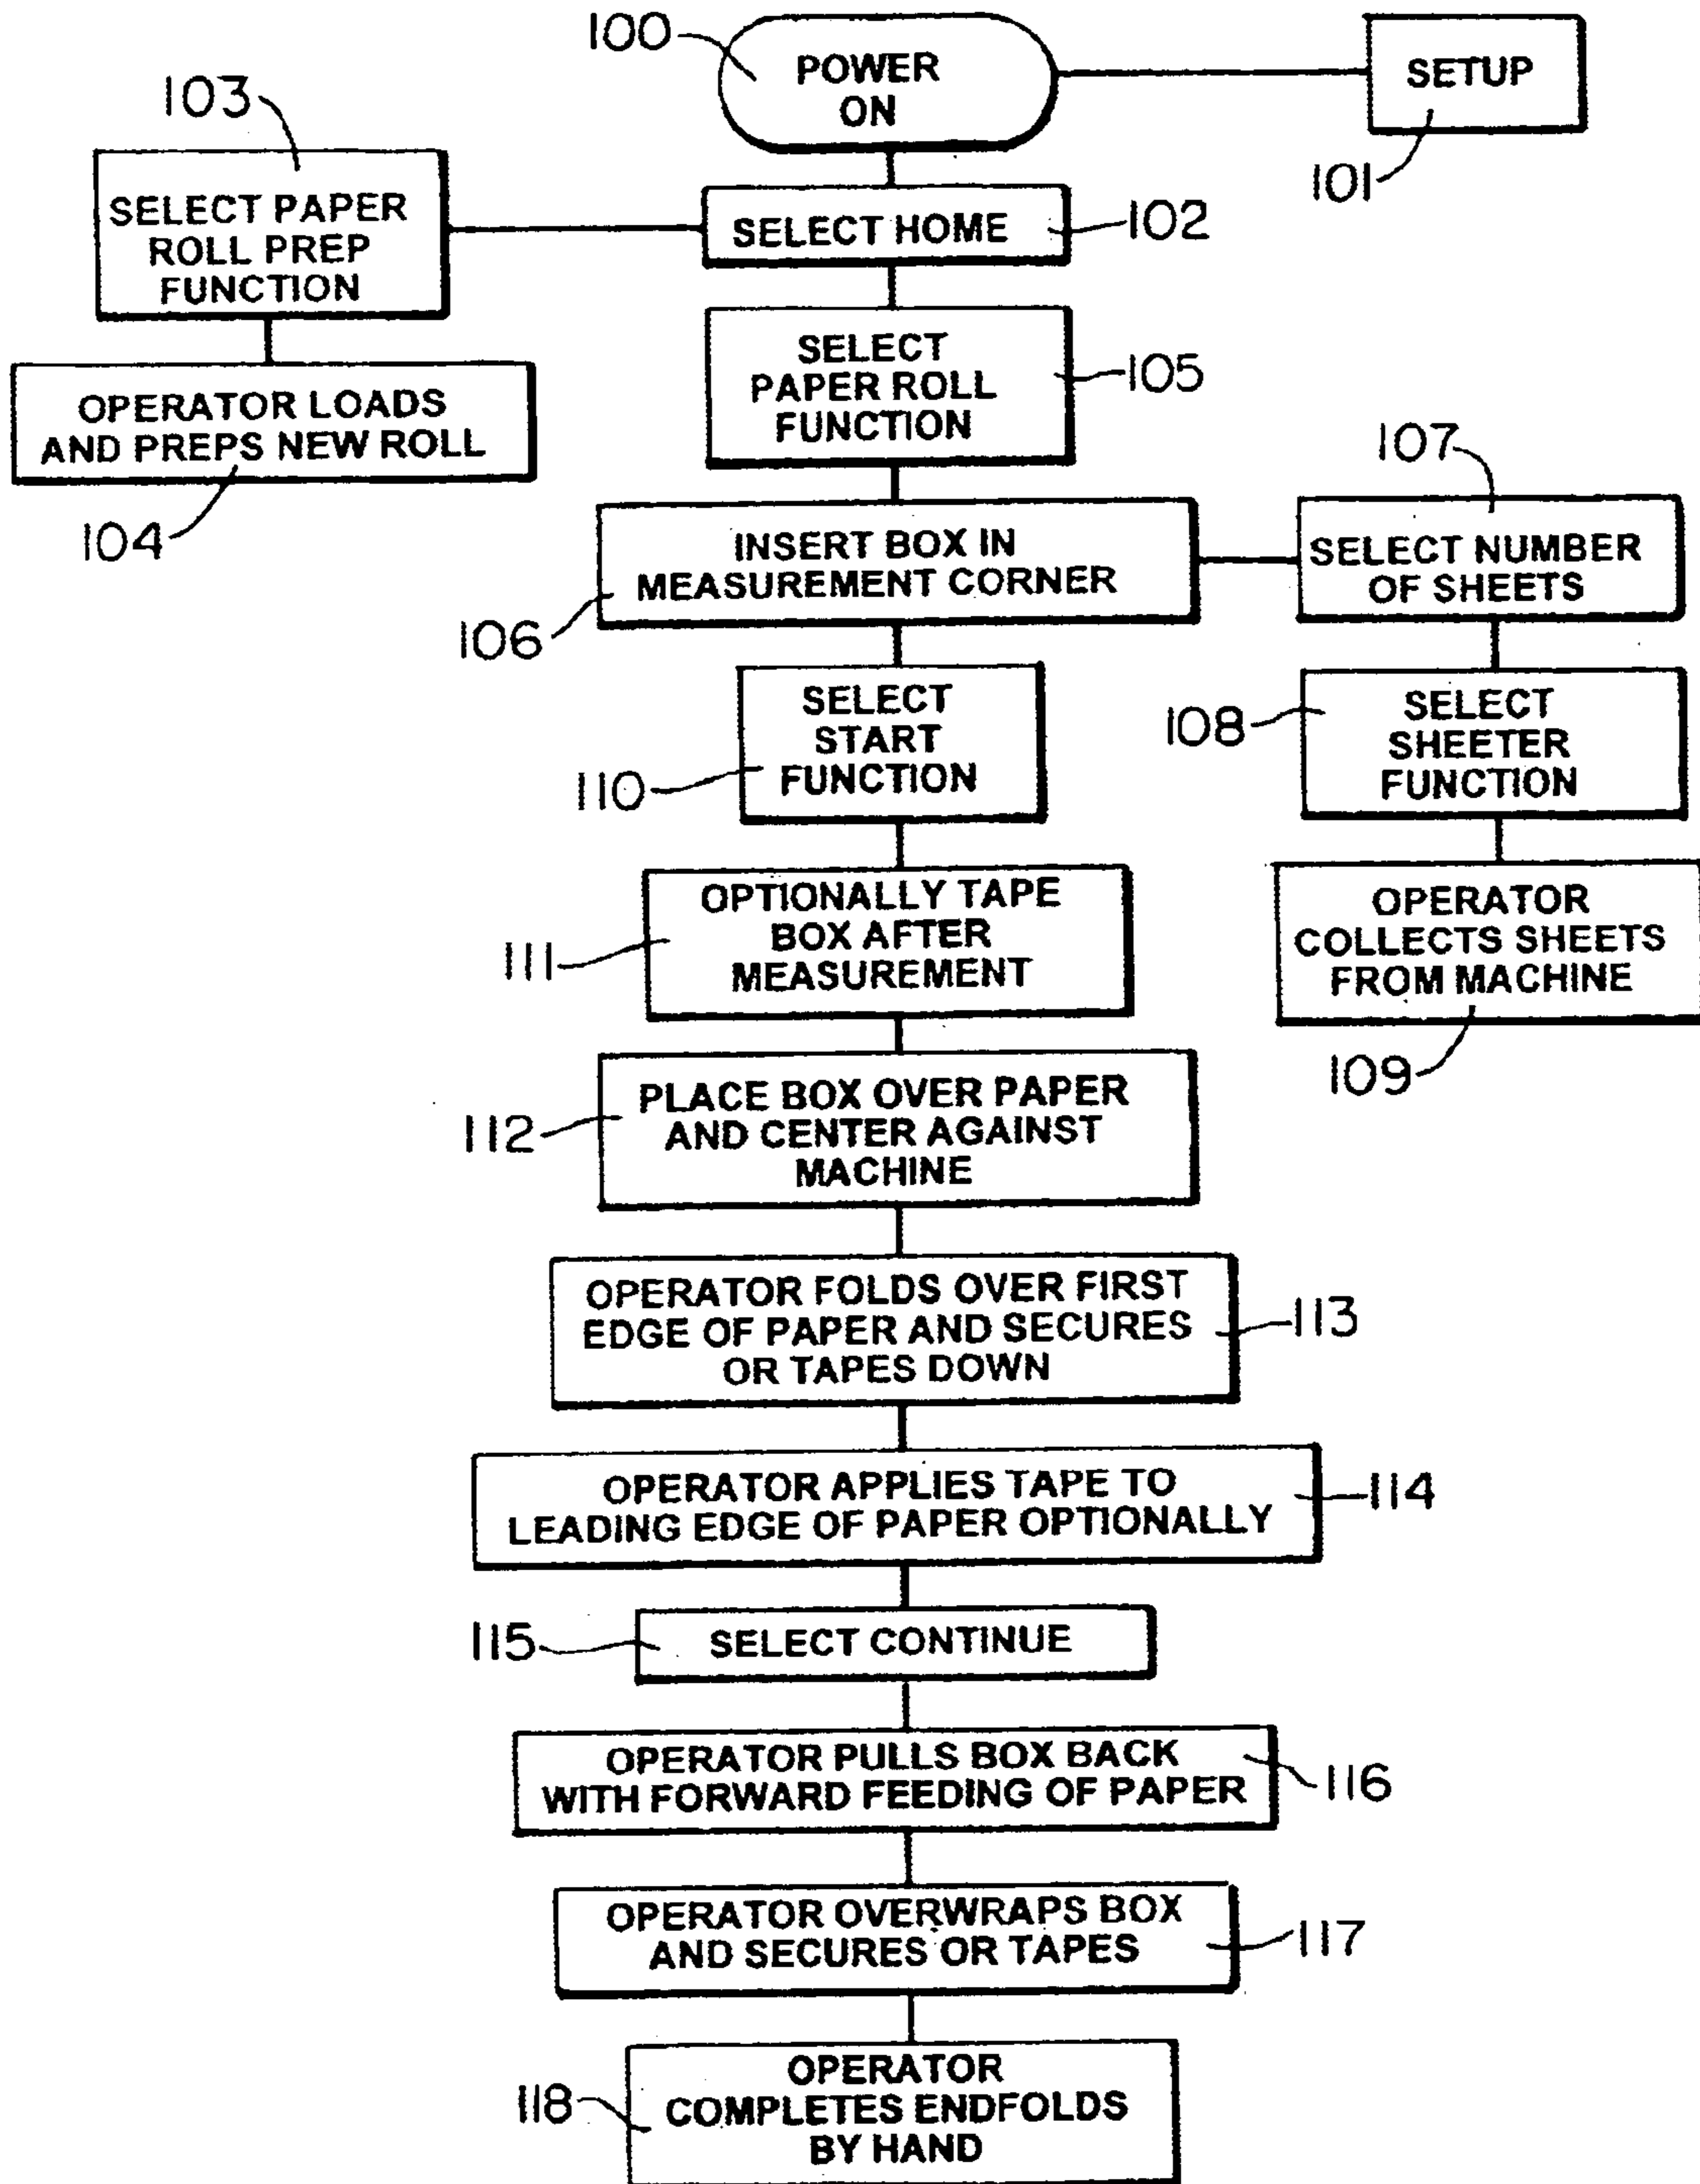 100
POWER
ON
SETUP
101
103
SELECT PAPER
ROLL PREP
FUNCTION
SELECT HOME
102
OPERATOR LOADS
AND PREPS NEW ROLL
104
SELECT
PAPER ROLL
FUNCTION
105
INSERT BOX IN
MEASUREMENT CORNER
106
107
SELECT NUMBER
OF SHEETS
SELECT
START
FUNCTION
110
108
SELECT
SHEETER
FUNCTION
OPTIONALLY TAPE
BOX AFTER
MEASUREMENT
111
OPERATOR
COLLECTS SHEETS
FROM MACHINE
109
PLACE BOX OVER PAPER
AND CENTER AGAINST
MACHINE
112
OPERATOR FOLDS OVER FIRST
EDGE OF PAPER AND SECURES
OR TAPES DOWN
113
OPERATOR APPLIES TAPE TO
LEADING EDGE OF PAPER OPTIONALLY
114
115
SELECT CONTINUE
OPERATOR PULLS BOX BACK
WITH FORWARD FEEDING OF PAPER
116
OPERATOR OVERWRAPS BOX
AND SECURES OR TAPES
117
118
OPERATOR
COMPLETES ENDFOLDS
BY HAND